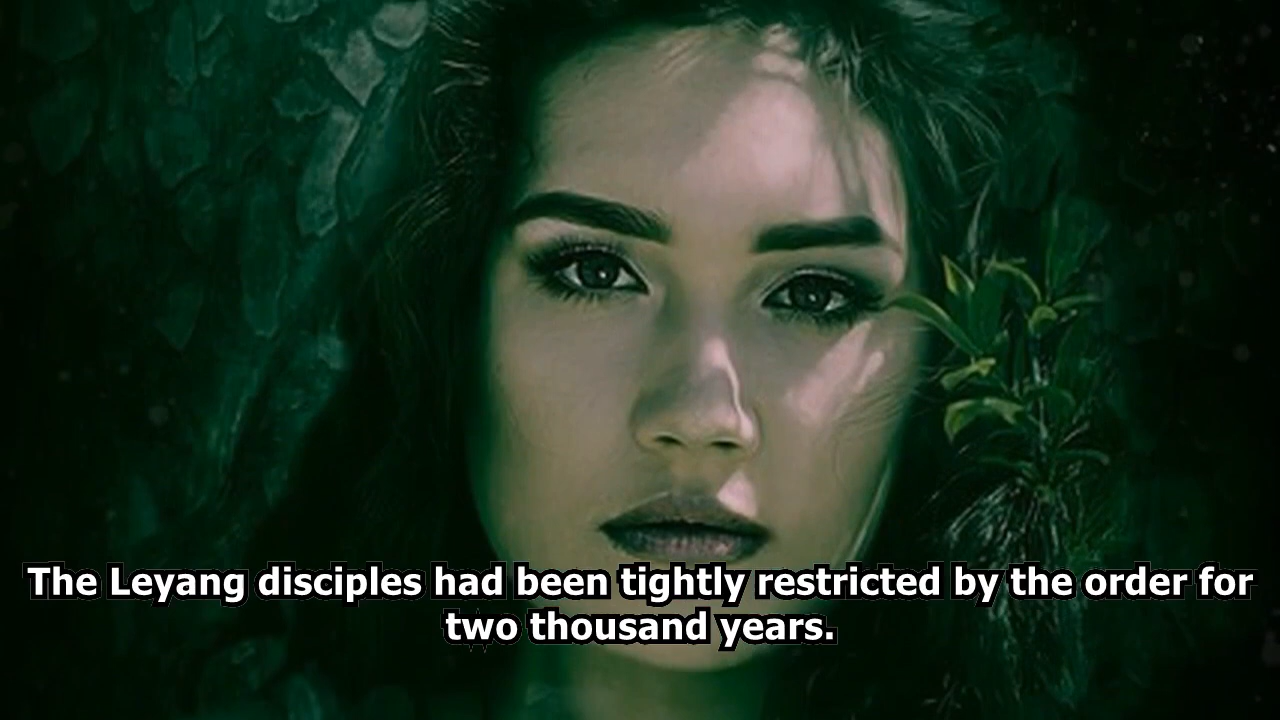 The Leyang disciples had been tightly restricted by the order for
two thousand years.